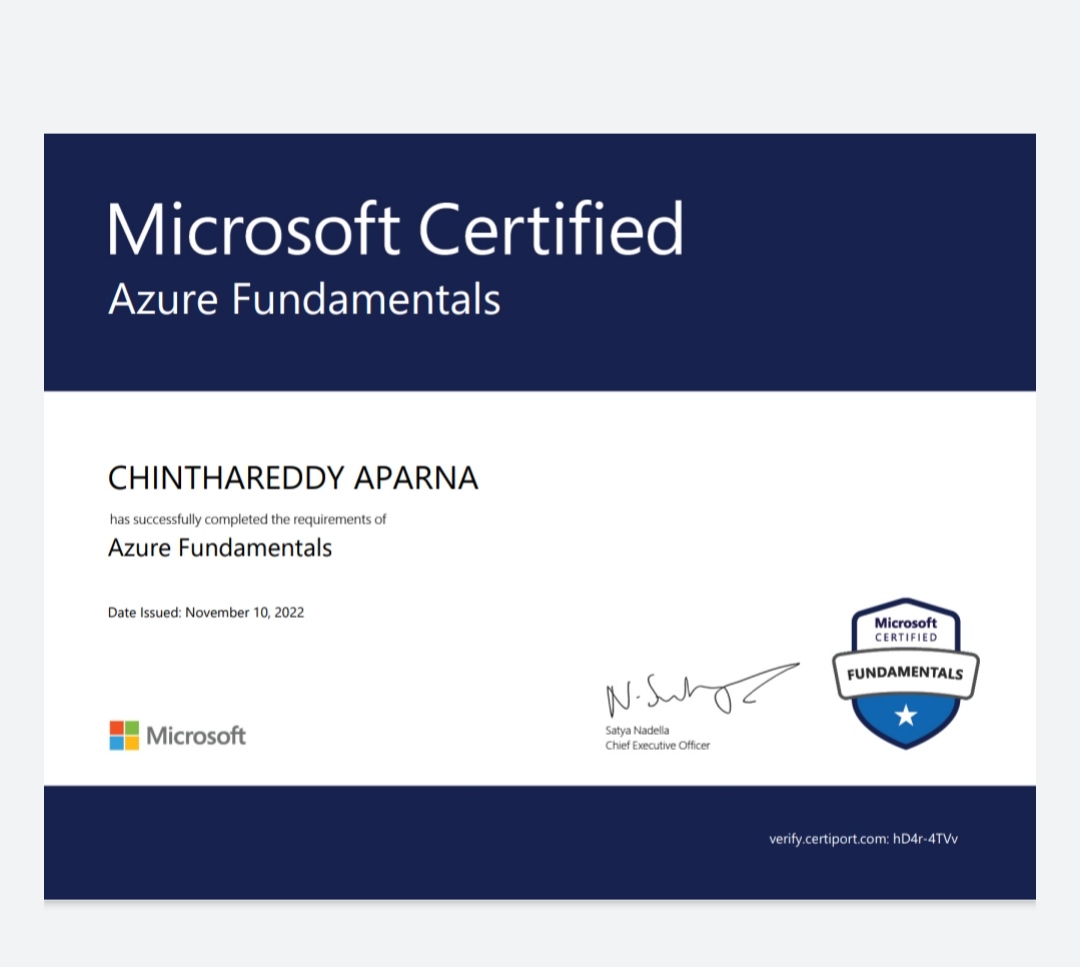 Microsoft Certified
Azure Fundamentals
CHINTHAREDDY APARNA
has successfully completed the requirements of
Azure Fundamentals
Date Issued: November 10, 2022
Microsoft
CERTIFIED
FUNDAMENTALS
N. Satya
Satya Nadella
Chief Executive Officer
Microsoft
verify.certiport.com: hD4r-4TVv